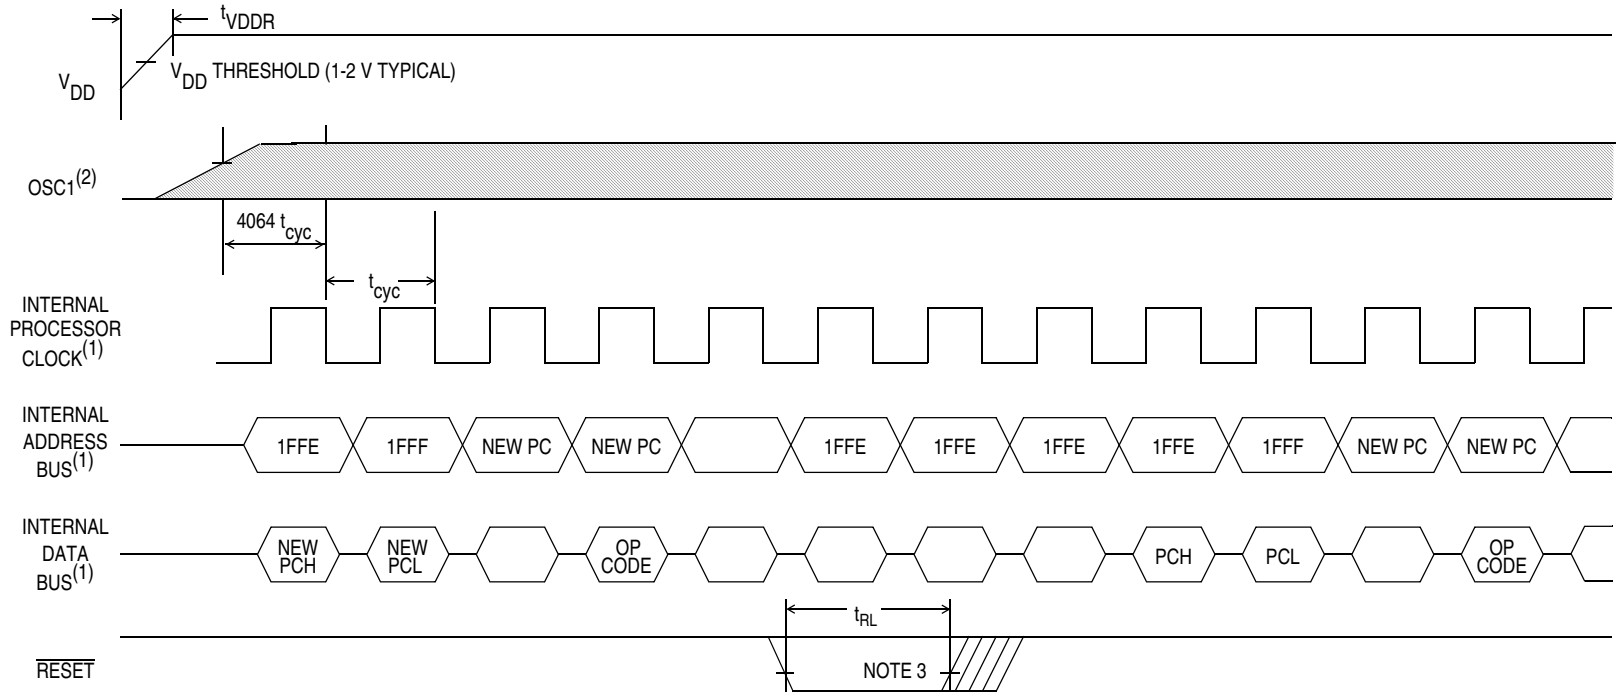 tVDDR
VDD THRESHOLD (1-2 V TYPICAL)
VDD
OSC1(2)
4064 tcyc
tcyc
INTERNAL
PROCESSOR
CLOCK(1)
INTERNAL
ADDRESS
BUS(1)
1FFE 1FFF NEW PC NEW PC 1FFE 1FFE 1FFE 1FFE 1FFF NEW PC NEW PC
INTERNAL
DATA
BUS(1)
NEW
PCH
NEW
PCL
OP
CODE
PCH
PCL
OP
CODE
tRL
RESET
NOTE 3